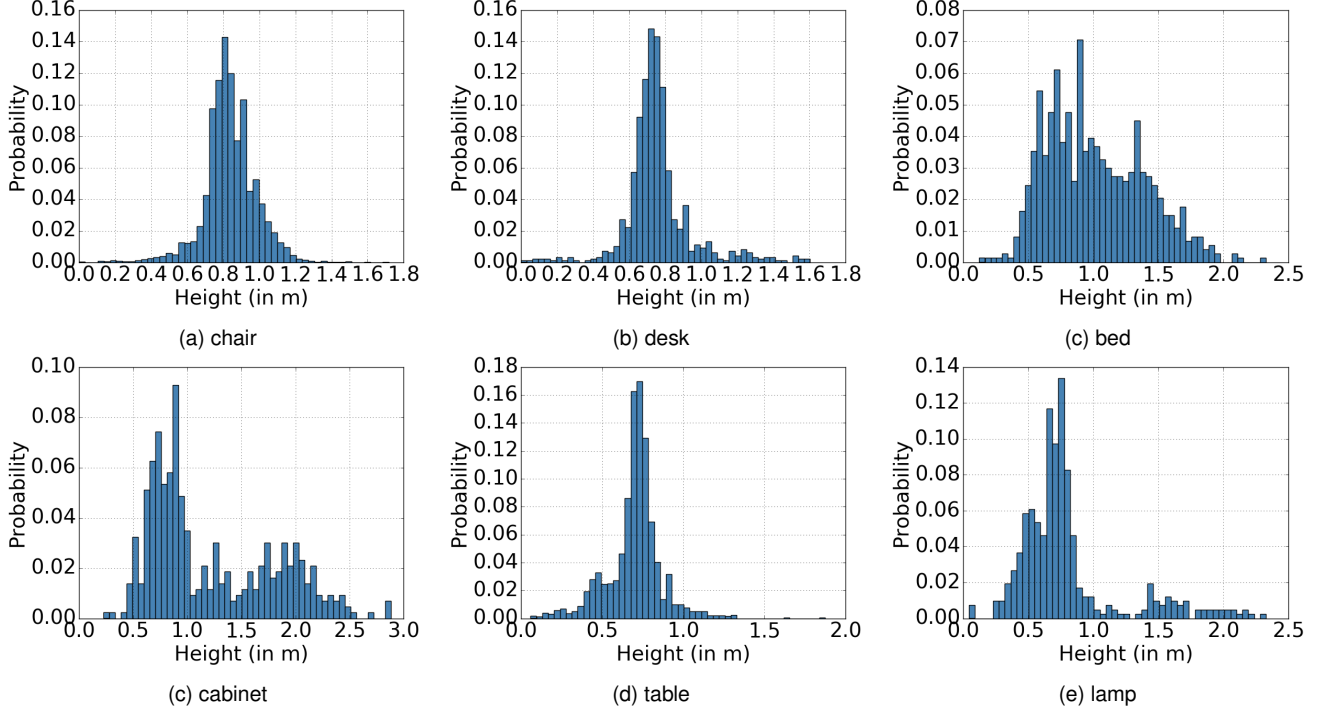 0.16
0.14
0.12
0.10
0.08
0.06
0.04
0.02
0.00
Probability
0.0 0.2 0.4 0.6 0.8 1.0 1.2 1.4 1.6 1.8
Height (in m)
(a) chair
0.16
0.14
0.12
0.10
0.08
0.06
0.04
0.02
0.00
Probability
0.0 0.2 0.4 0.6 0.8 1.0 1.2 1.4 1.6 1.8
Height (in m)
(b) desk
0.08
0.07
0.06
0.05
0.04
0.03
0.02
0.01
0.00
Probability
0.0 0.5 1.0 1.5 2.0 2.5
Height (in m)
(c) bed
0.10
0.08
0.06
0.04
0.02
0.00
Probability
0.0 0.5 1.0 1.5 2.0 2.5 3.0
Height (in m)
(c) cabinet
0.18
0.16
0.14
0.12
0.10
0.08
0.06
0.04
0.02
0.00
Probability
0.0 0.5 1.0 1.5 2.0
Height (in m)
(d) table
0.14
0.12
0.10
0.08
0.06
0.04
0.02
0.00
Probability
0.0 0.5 1.0 1.5 2.0 2.5
Height (in m)
(e) lamp